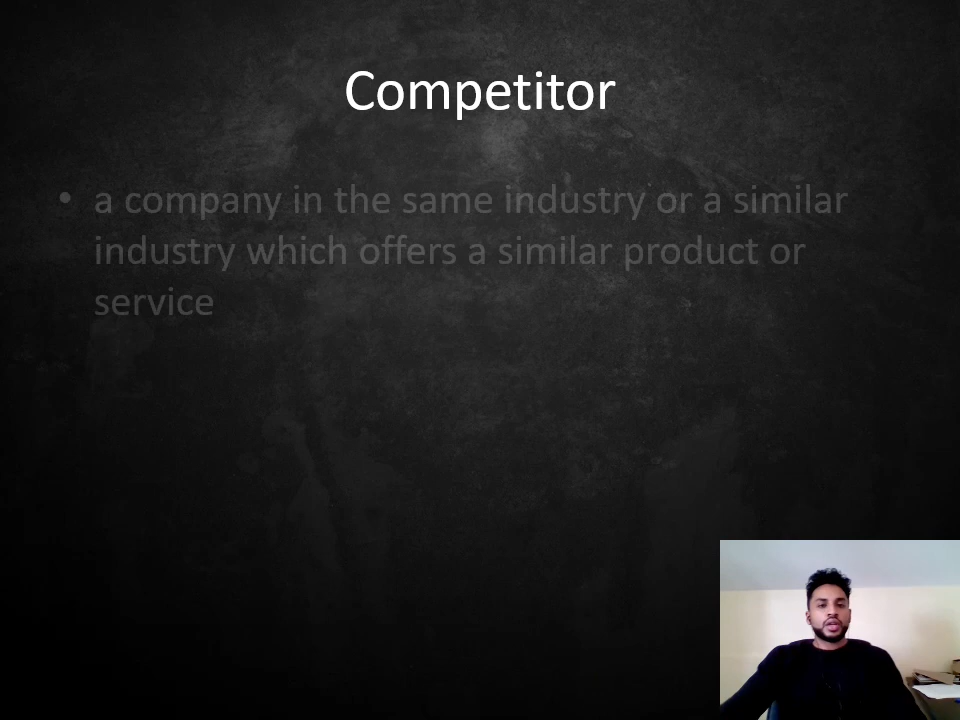 Competitor
• a company in the same industry or a similar
industry which offers a similar product or
service